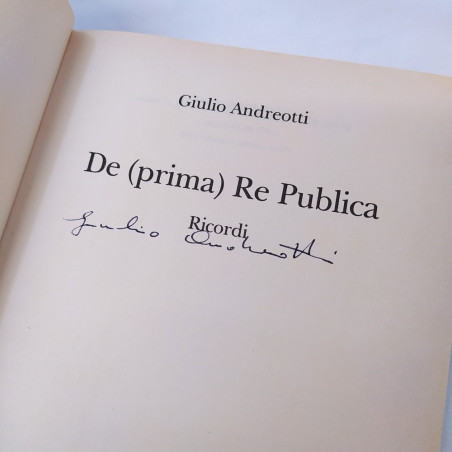 Giulio Andreotti
De (prima) Re Publica
Ricordi
Giulio Andreotti